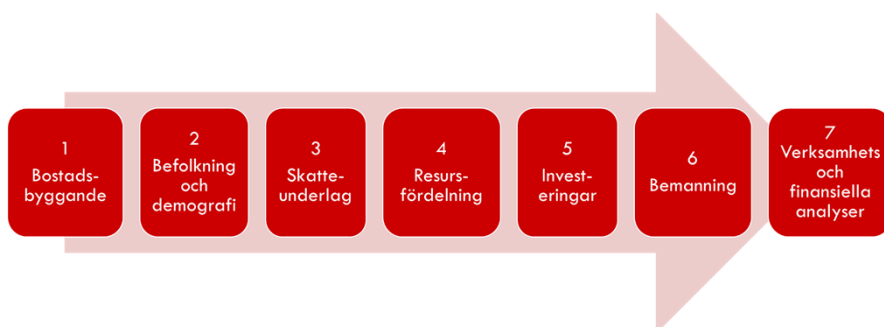 1
Bostads-
byggande
2
Befolkning
och
demografi
3
Skatte-
underlag
4
Resurs-
fördelning
5
Invest-
eringar
6
Bemanning
7
Verksamhets
och
finansiella
analyser